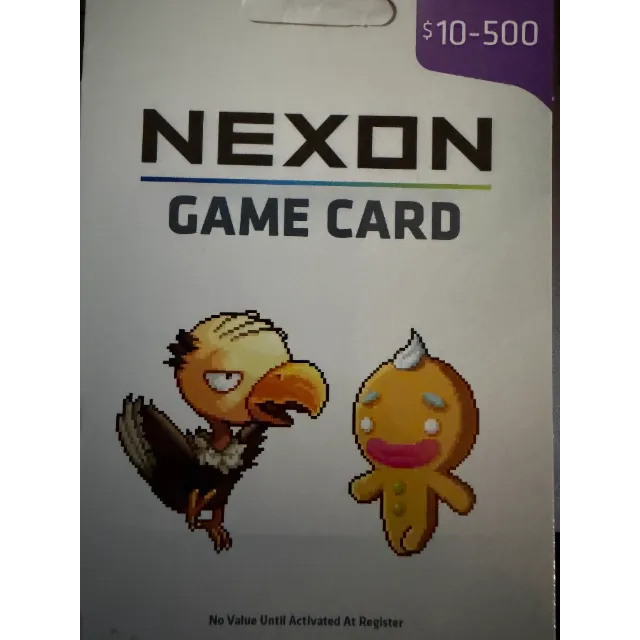 $10-500
NEXON
GAME CARD
No Value Until Activated At Register